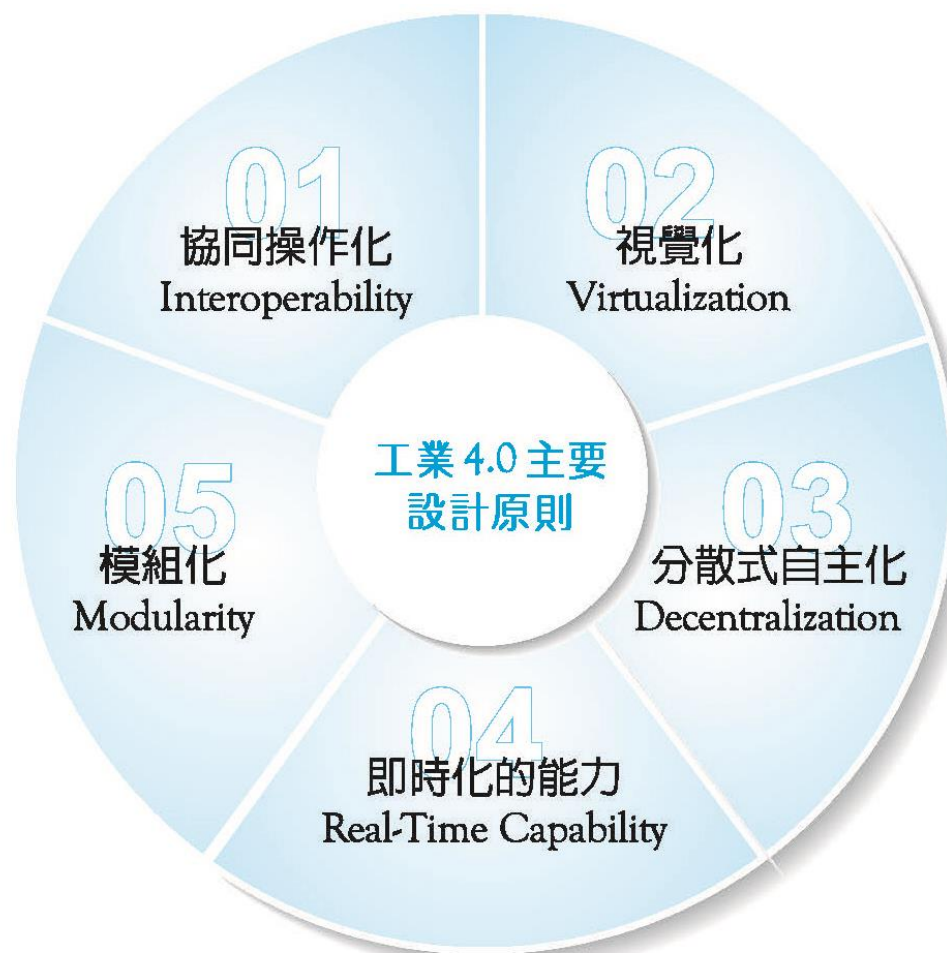 工業 4.0 主要
設計原則
01
協同操作化
Interoperability
02
視覺化
Virtualization
03
分散式自主化
Decentralization
04
即時化的能力
Real-Time Capability
05
模組化
Modularity